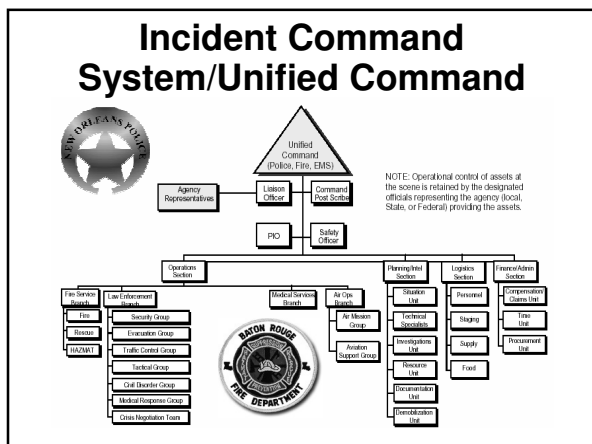 Incident Command
System/Unified Command
NEW ORLEANS POLICE
Unified
Command
(Police, Fire, EMS)
NOTE: Operational control of assets at
the scene is retained by the designated
officials representing the agency (local,
State, or Federal) providing the assets.
Agency
Representatives
Liaison
Officer
Command
Post Scribe
PIO
Safety
Officer
Operations
Section
Planning/Intel
Section
Logistics
Section
Finance/Admin
Section
Fire Service
Branch
Law Enforcement
Branch
Medical Services
Branch
Air Ops
Branch
Fire
Rescue
HAZMAT
Security Group
Evacuation Group
Traffic Control Group
Tactical Group
Civil Disorder Group
Medical Response Group
Crisis Negotiation Team
Air Mission
Group
Aviation
Support Group
Situation
Unit
Technical
Specialists
Investigations
Unit
Resource
Unit
Documentation
Unit
Demobilization
Unit
Personnel
Staging
Supply
Food
Compensation/
Claims Unit
Time
Unit
Procurement
Unit
BATON ROUGE
FIRE DEPARTMENT